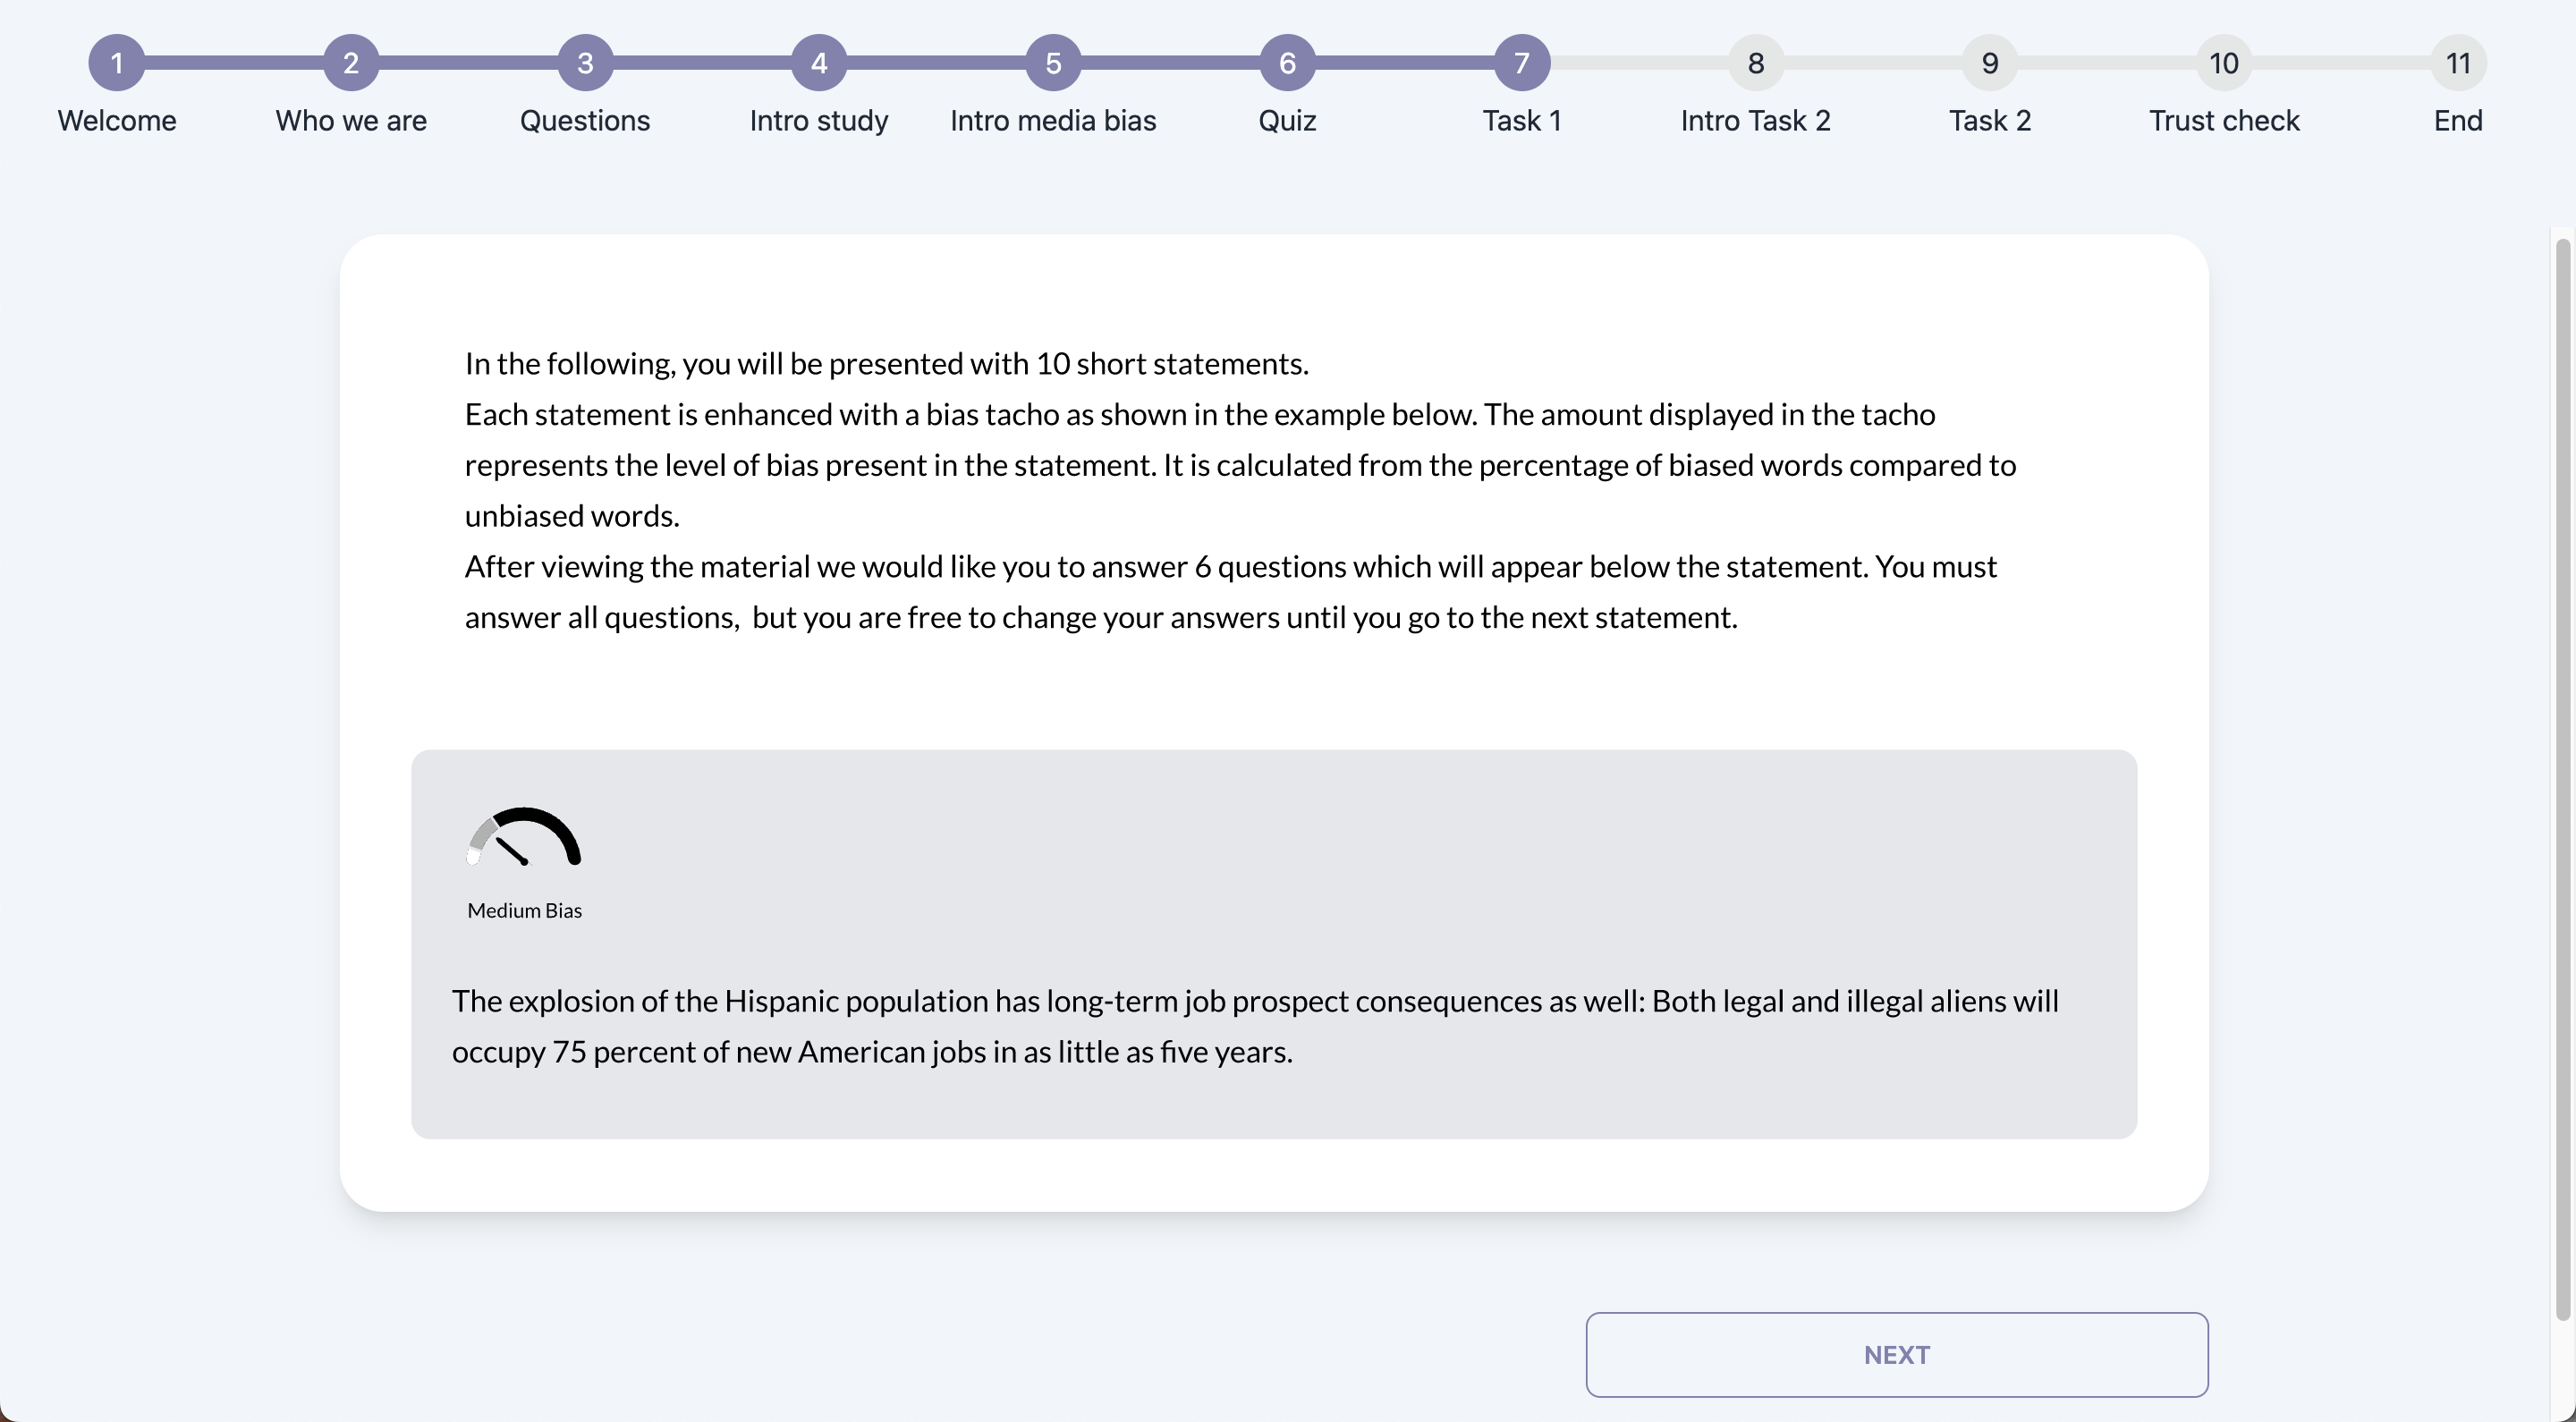 1
2
3
4
5
6
7
8
9
10
11
Welcome
Who we are
Questions
Intro study
Intro media bias
Quiz
Task 1
Intro Task 2
Task 2
Trust check
End
In the following, you will be presented with 10 short statements.
Each statement is enhanced with a bias tacho as shown in the example below. The amount displayed in the tacho
represents the level of bias present in the statement. It is calculated from the percentage of biased words compared to
unbiased words.
After viewing the material we would like you to answer 6 questions which will appear below the statement. You must
answer all questions,  but you are free to change your answers until you go to the next statement.
Medium Bias
The explosion of the Hispanic population has long-term job prospect consequences as well: Both legal and illegal aliens will
occupy 75 percent of new American jobs in as little as five years.
NEXT